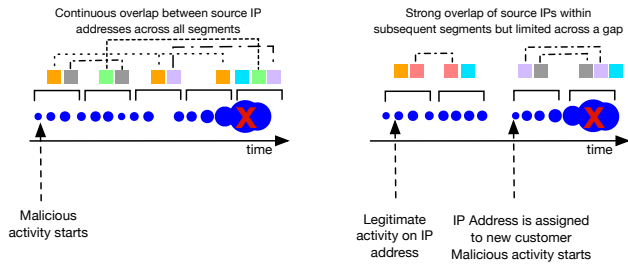 Continuous overlap between source IP
addresses across all segments
X
time
Malicious
activity starts
Strong overlap of source IPs within
subsequent segments but limited across a gap
X
time
Legitimate
activity on IP
address
IP Address is assigned
to new customer
Malicious activity starts